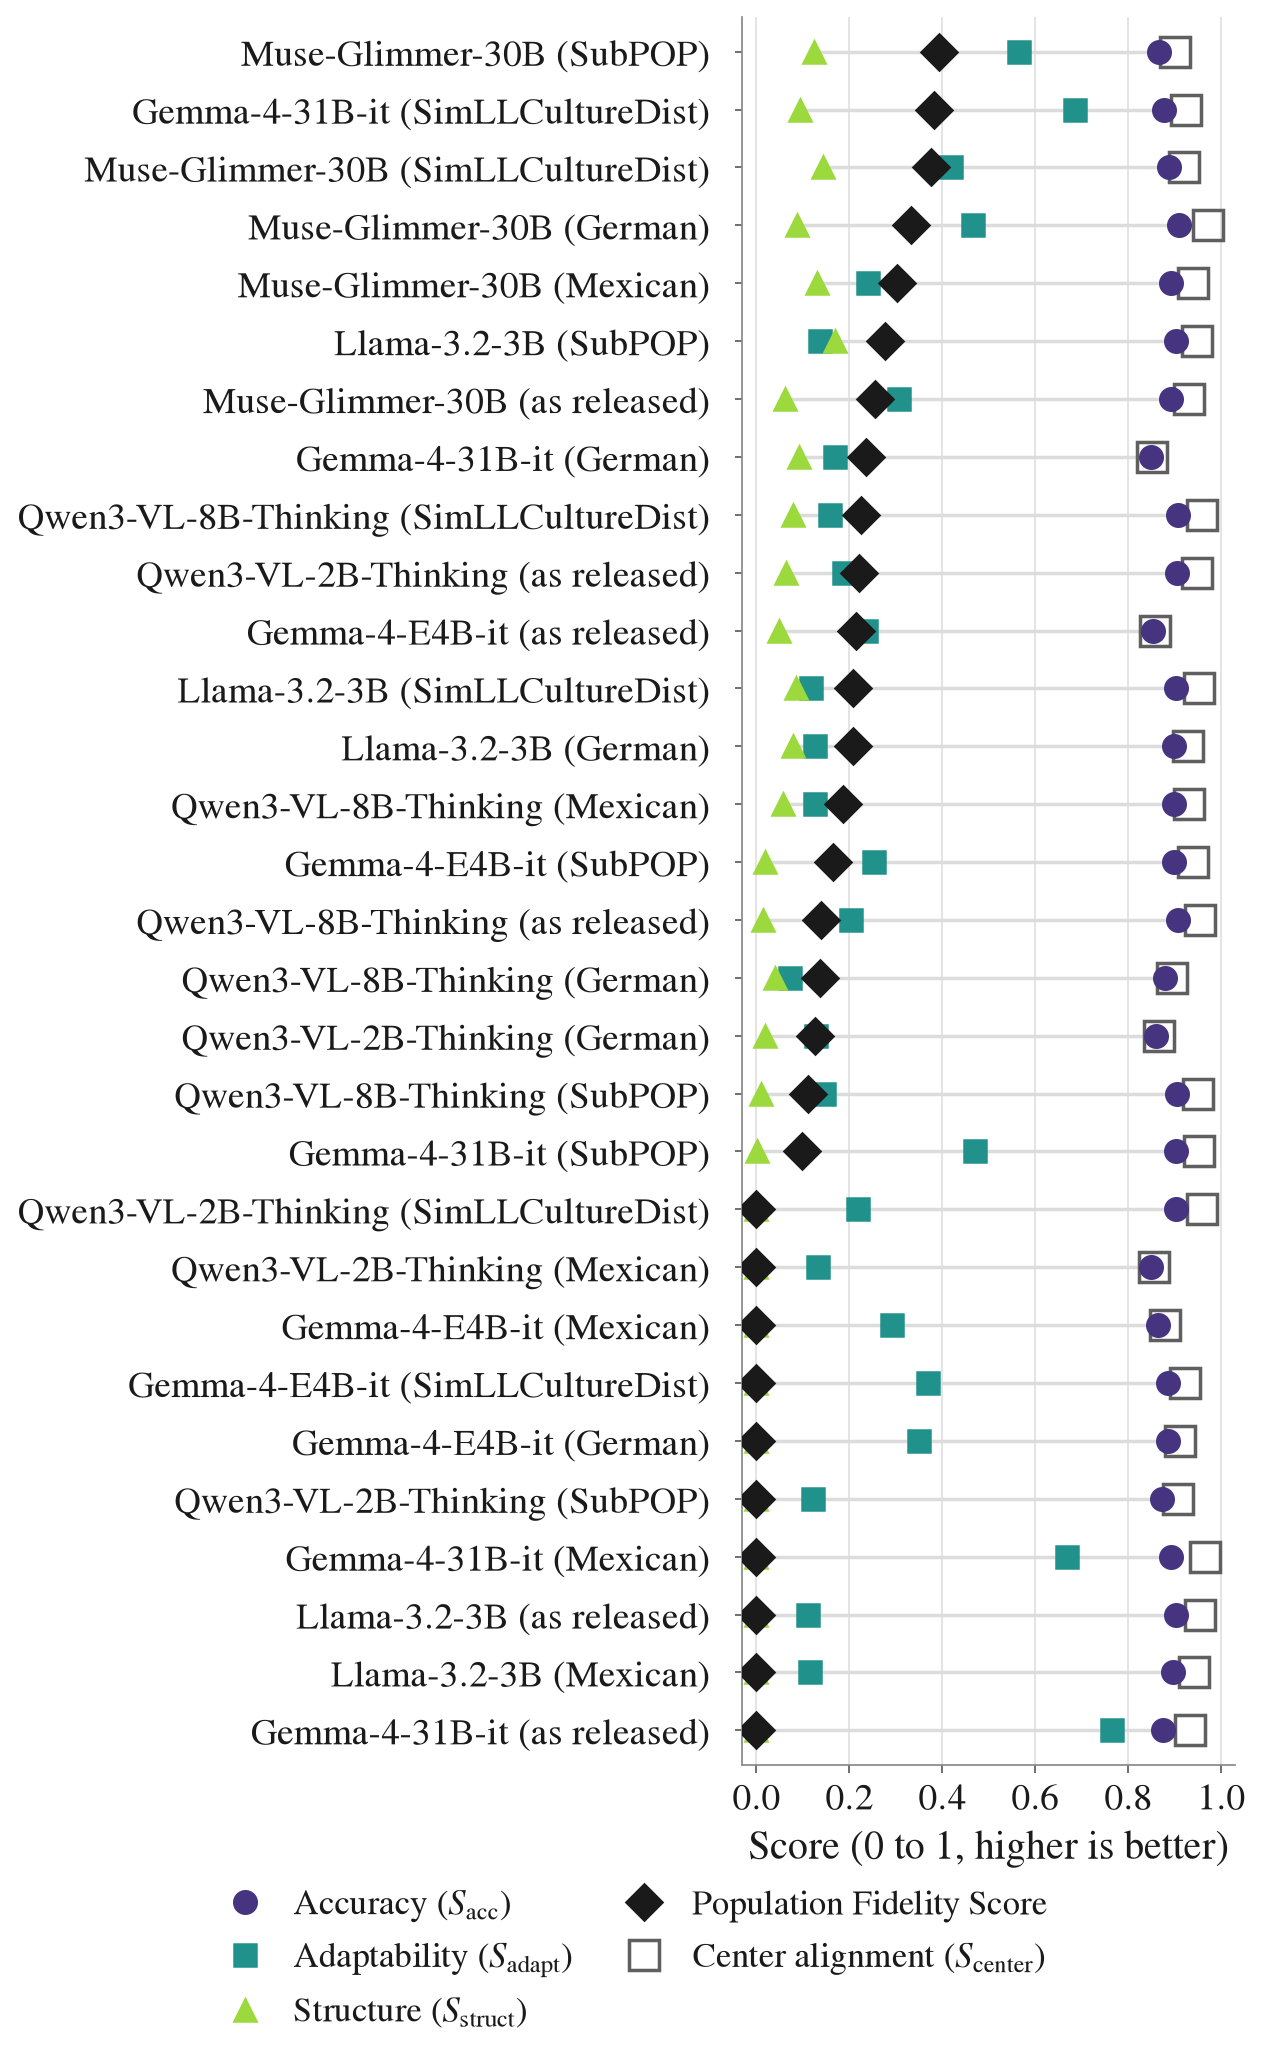 Muse-Glimmer-30B (SubPOP)
Gemma-4-31B-it (SimLLCultureDist)
Muse-Glimmer-30B (SimLLCultureDist)
Muse-Glimmer-30B (German)
Muse-Glimmer-30B (Mexican)
Llama-3.2-3B (SubPOP)
Muse-Glimmer-30B (as released)
Gemma-4-31B-it (German)
Qwen3-VL-8B-Thinking (SimLLCultureDist)
Qwen3-VL-2B-Thinking (as released)
Gemma-4-E4B-it (as released)
Llama-3.2-3B (SimLLCultureDist)
Llama-3.2-3B (German)
Qwen3-VL-8B-Thinking (Mexican)
Gemma-4-E4B-it (SubPOP)
Qwen3-VL-8B-Thinking (as released)
Qwen3-VL-8B-Thinking (German)
Qwen3-VL-2B-Thinking (German)
Qwen3-VL-8B-Thinking (SubPOP)
Gemma-4-31B-it (SubPOP)
Qwen3-VL-2B-Thinking (SimLLCultureDist)
Qwen3-VL-2B-Thinking (Mexican)
Gemma-4-E4B-it (Mexican)
Gemma-4-E4B-it (SimLLCultureDist)
Gemma-4-E4B-it (German)
Qwen3-VL-2B-Thinking (SubPOP)
Gemma-4-31B-it (Mexican)
Llama-3.2-3B (as released)
Llama-3.2-3B (Mexican)
Gemma-4-31B-it (as released)
0.0 0.2 0.4 0.6 0.8 1.0
Score (0 to 1, higher is better)
Accuracy (Sacc)
Adaptability (Sadapt)
Structure (Sstruct)
Population Fidelity Score
Center alignment (Scenter)